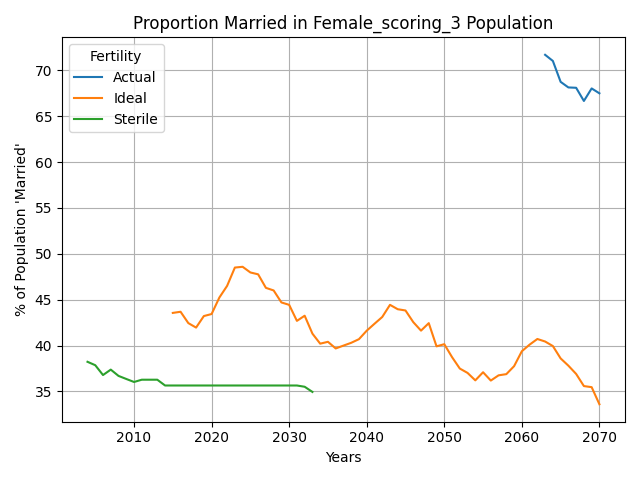 Proportion Married in Female_scoring_3 Population
Fertility
Actual
Ideal
Sterile
% of Population 'Married'
70
65
60
55
50
45
40
35
2010 2020 2030 2040 2050 2060 2070
Years